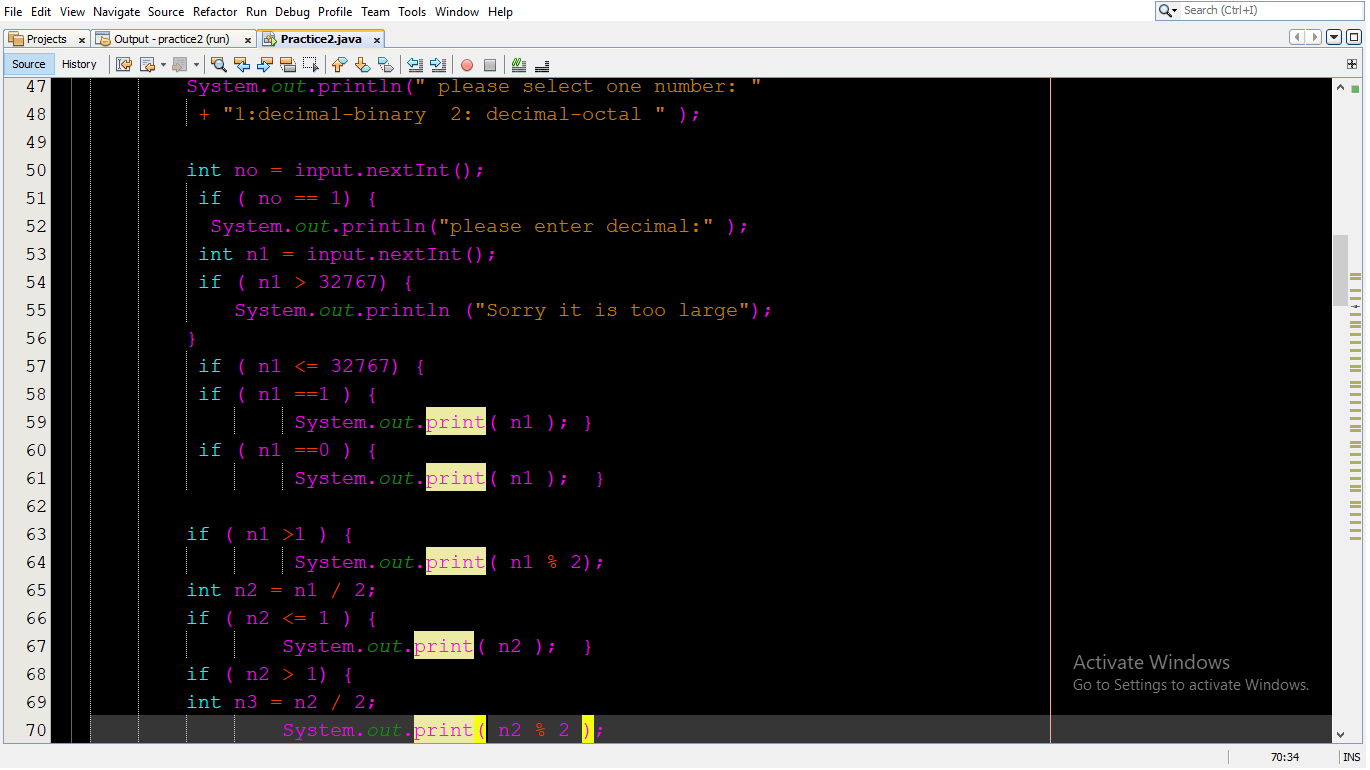 File Edit View Navigate Source Refactor Run Debug Profile Team Tools Window Help
Search (Ctrl+I)
Projects x Output - practice2 (run) x Practice2.java x
Source History
47 System.out.println(" please select one number: "
48 + "1:decimal-binary  2: decimal-octal " );
49
50 int no = input.nextInt();
51 if ( no == 1) {
52 System.out.println("please enter decimal:" );
53 int n1 = input.nextInt();
54 if ( n1 > 32767) {
55 System.out.println ("Sorry it is too large");
56 }
57 if ( n1 <= 32767) {
58 if ( n1 ==1 ) {
59 System.out.print( n1 ); }
60 if ( n1 ==0 ) {
61 System.out.print( n1 );  }
62
63 if ( n1 >1 ) {
64 System.out.print( n1 % 2);
65 int n2 = n1 / 2;
66 if ( n2 <= 1 ) {
67 System.out.print( n2 );  }
68 if ( n2 > 1) {
69 int n3 = n2 / 2;
70 System.out.print( n2 % 2 );
Activate Windows
Go to Settings to activate Windows.
70:34 INS